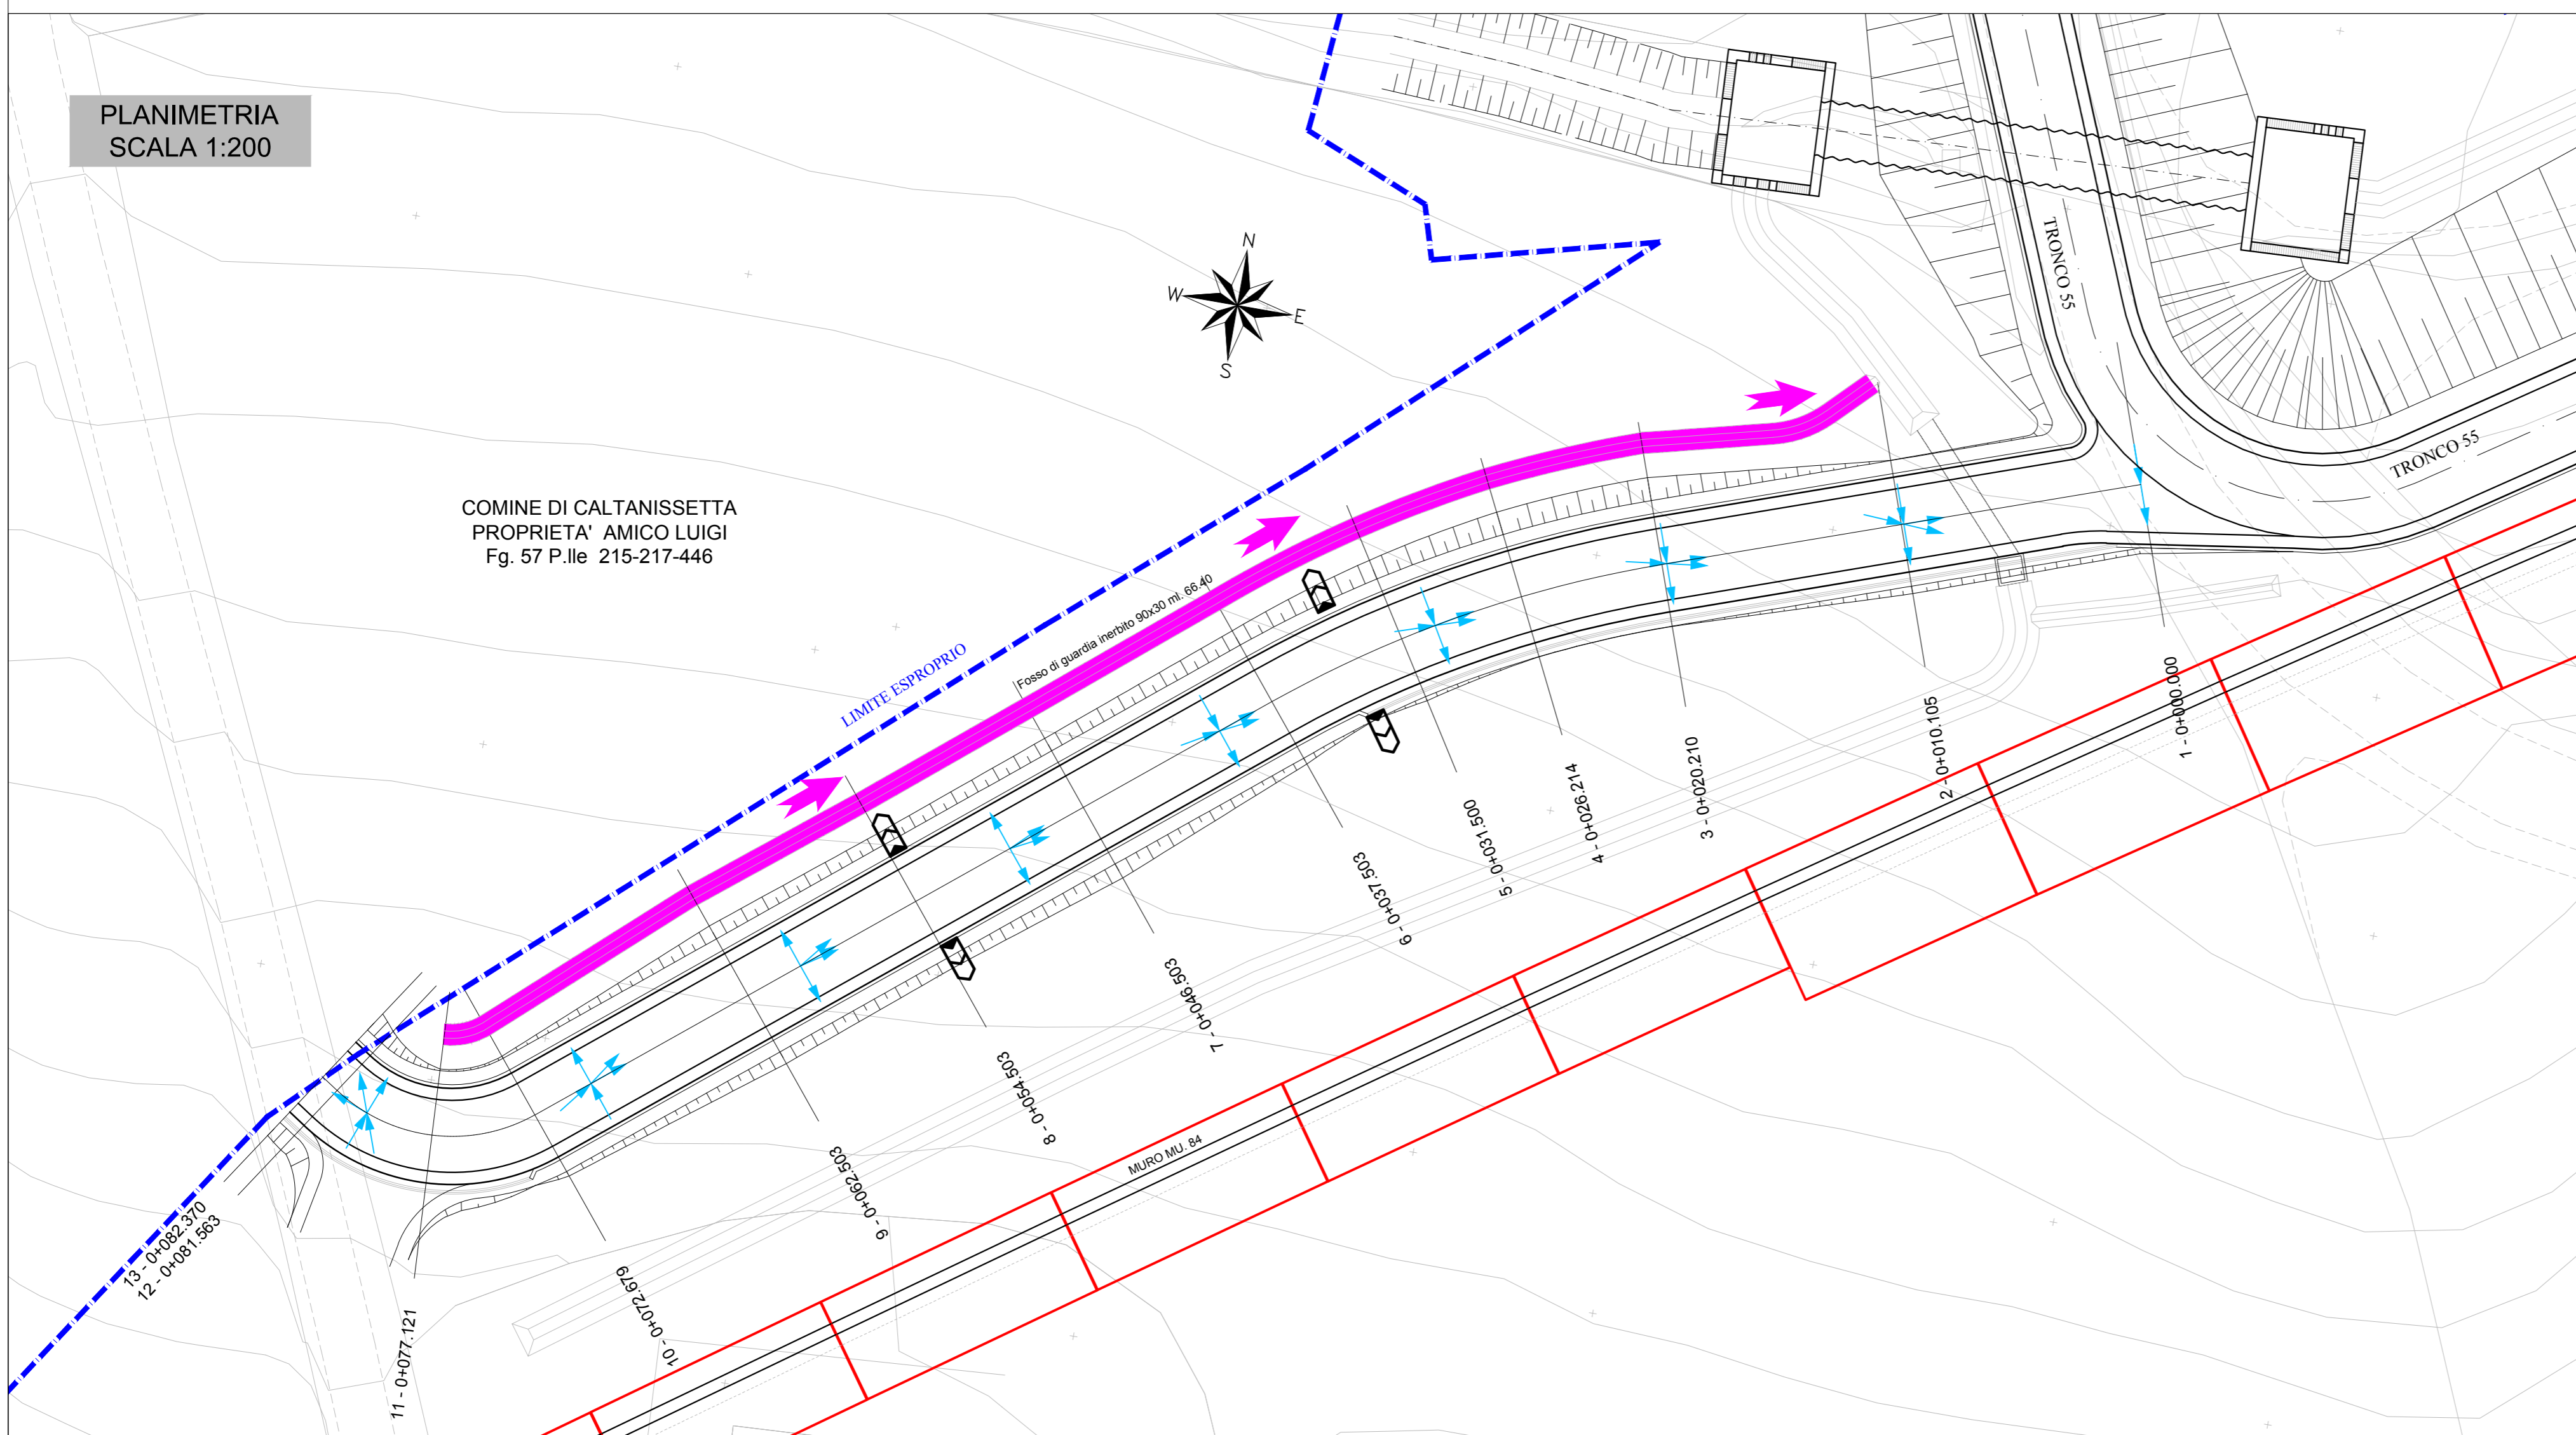 PLANIMETRIA
SCALA 1:200
N
W
E
S
TRONCO 55
TRONCO 55
COMINE DI CALTANISSETTA
PROPRIETA' AMICO LUIGI
Fg. 57 P.lle 215-217-446
LIMITE ESPROPRIO
Fosso di guardia inerbito 90x30 ml. 66.40
1 - 0+000.000
2 - 0+010.105
3 - 0+020.210
4 - 0+026.214
5 - 0+031.500
6 - 0+037.503
7 - 0+046.503
8 - 0+054.503
9 - 0+062.503
10 - 0+072.679
11 - 0+077.121
13 - 0+082.370
12 - 0+081.563
MURO MU. 84